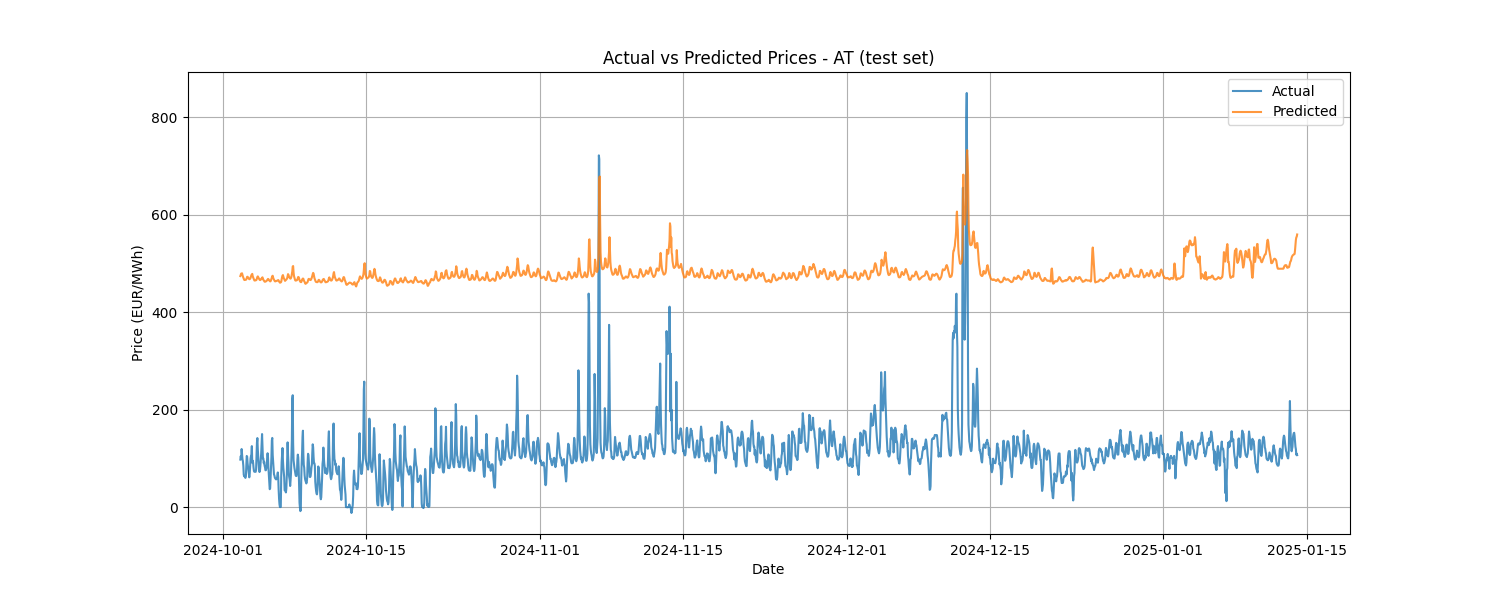 Actual vs Predicted Prices - AT (test set)
Actual
Predicted
Price (EUR/MWh)
800
600
400
200
0
2024-10-01 2024-10-15 2024-11-01 2024-11-15 2024-12-01 2024-12-15 2025-01-01 2025-01-15
Date